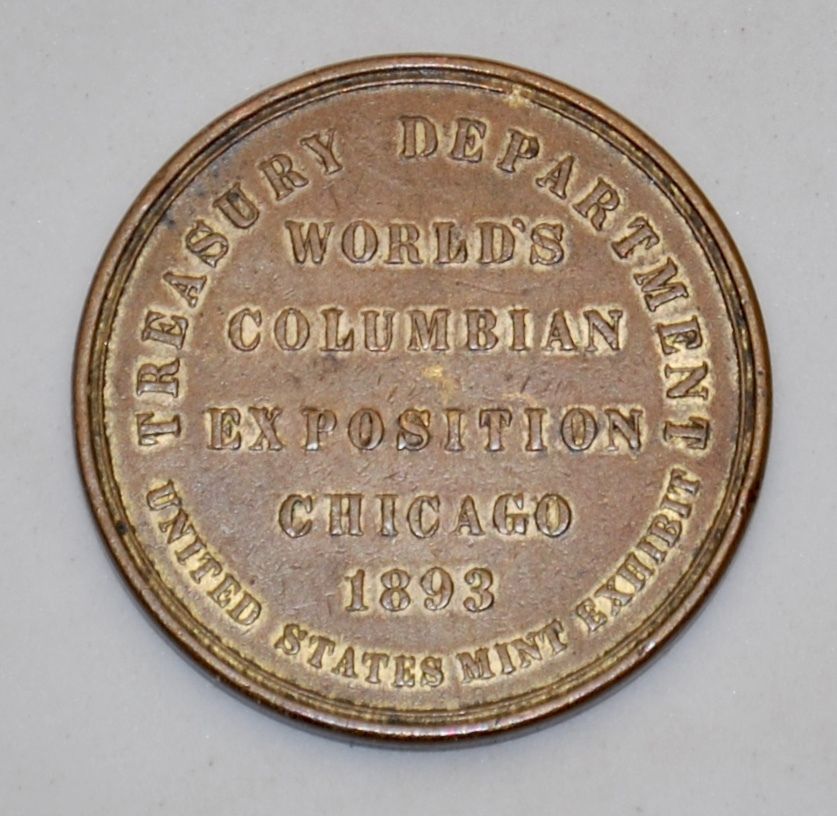 TREASURY DEPARTMENT
WORLD'S
COLUMBIAN
EXPOSITION
CHICAGO
1893
UNITED STATES MINT EXHIBIT